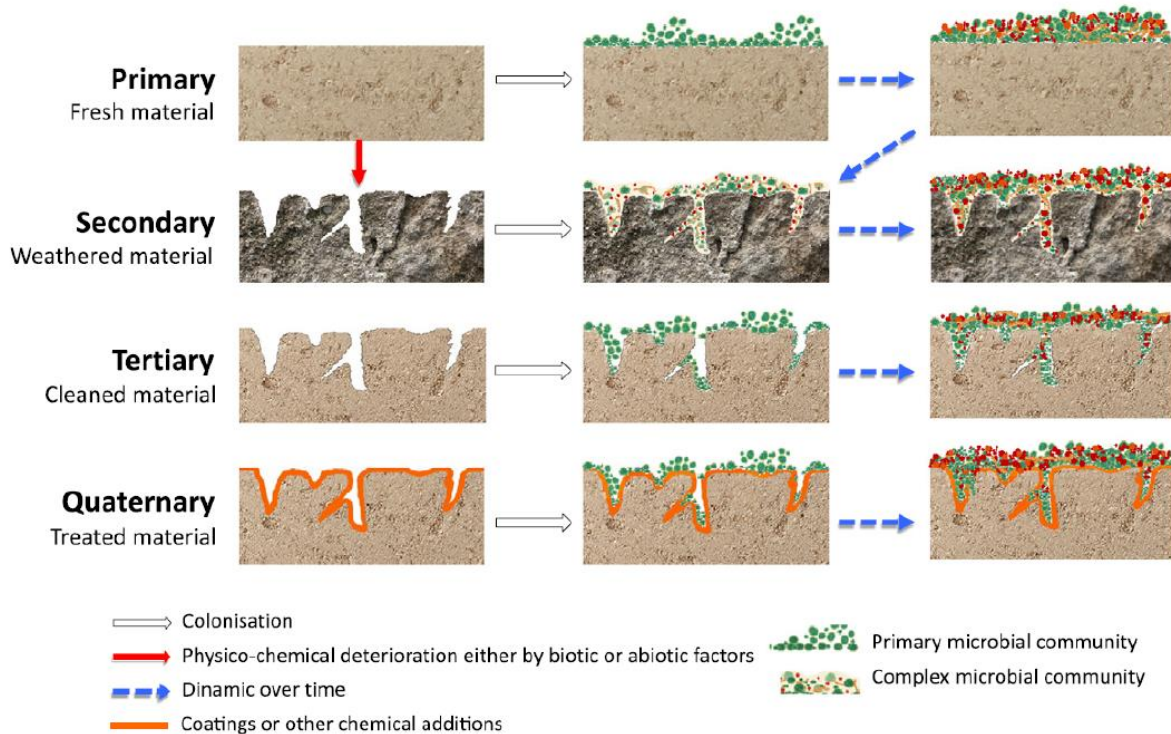 Primary
Fresh material
Secondary
Weathered material
Tertiary
Cleaned material
Quaternary
Treated material
Colonisation
Physico-chemical deterioration either by biotic or abiotic factors
Dinamic over time
Coatings or other chemical additions
Primary microbial community
Complex microbial community